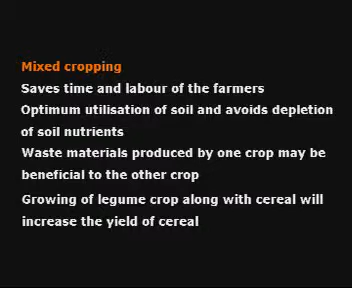 Mixed cropping
Saves time and labour of the farmers
Optimum utilisation of soil and avoids depletion
of soil nutrients
Waste materials produced by one crop may be
beneficial to the other crop
Growing of legume crop along with cereal will
increase the yield of cereal